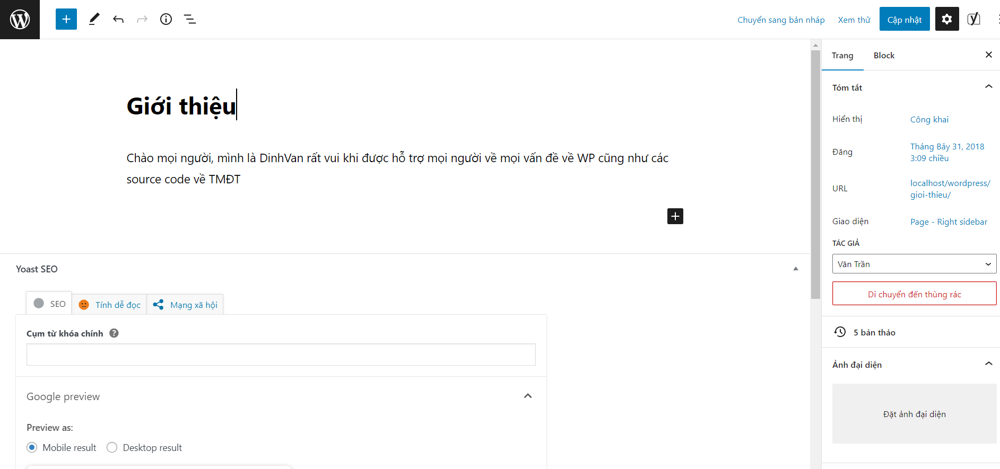 Chuyển sang bản nháp Xem thử Cập nhật
Giới thiệu
Chào mọi người, mình là DinhVan rất vui khi được hỗ trợ mọi người về mọi vấn đề về WP cũng như các
source code về TMĐT
Yoast SEO
SEO Tính dễ đọc Mạng xã hội
Cụm từ khóa chính
Google preview
Preview as:
Mobile result Desktop result
Trang Block
Tóm tắt
Hiển thị Công khai
Đăng Tháng Bảy 31, 2018
3:09 chiều
URL localhost/wordpress/
gioi-thieu/
Giao diện Page - Right sidebar
TÁC GIẢ
Văn Trần
Di chuyển đến thùng rác
5 bản thảo
Ảnh đại diện
Đặt ảnh đại diện